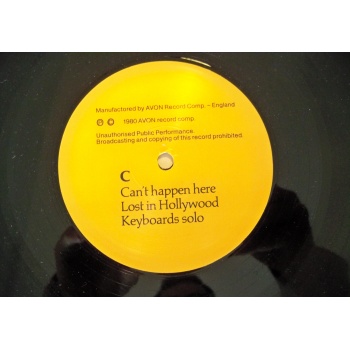 Manufactored by AVON Record Comp. – England
℗ © 1980 AVON record comp.
Unauthorised Public Performance.
Broadcasting and copying of this record prohibited.
C
Can't happen here
Lost in Hollywood
Keyboards solo